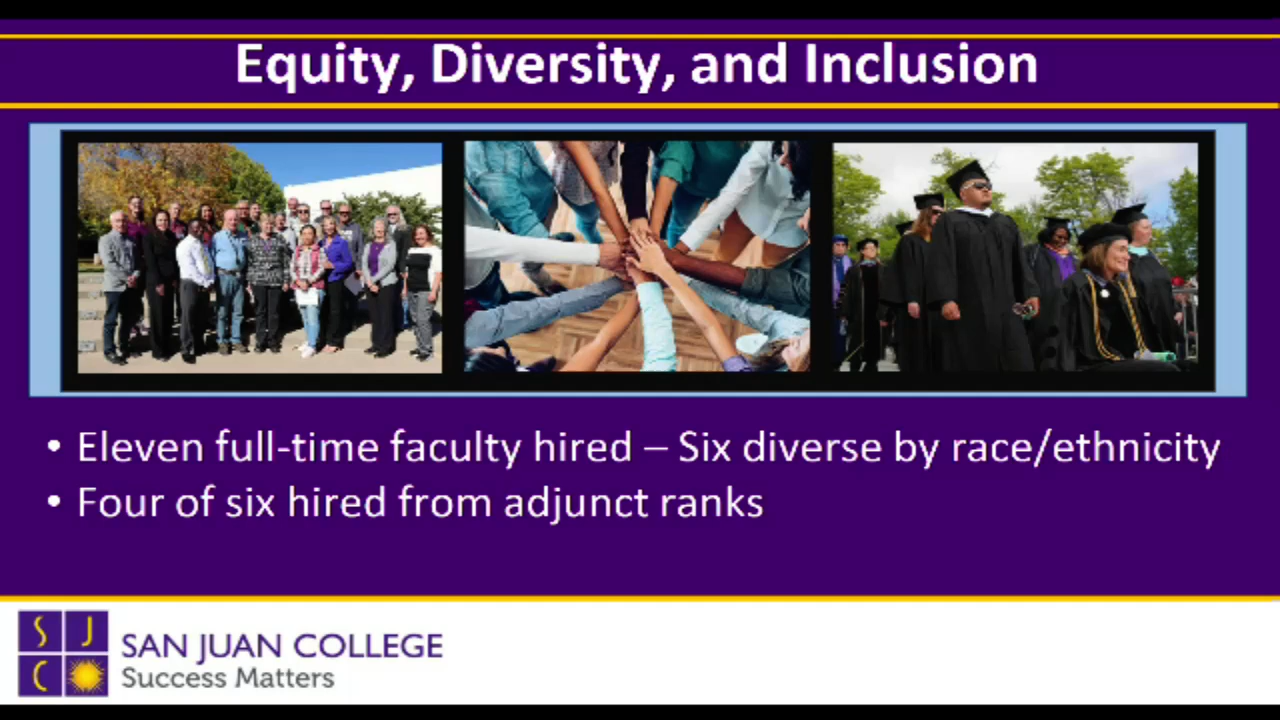 Equity, Diversity, and Inclusion
• Eleven full-time faculty hired – Six diverse by race/ethnicity
• Four of six hired from adjunct ranks
S J
C
SAN JUAN COLLEGE
Success Matters